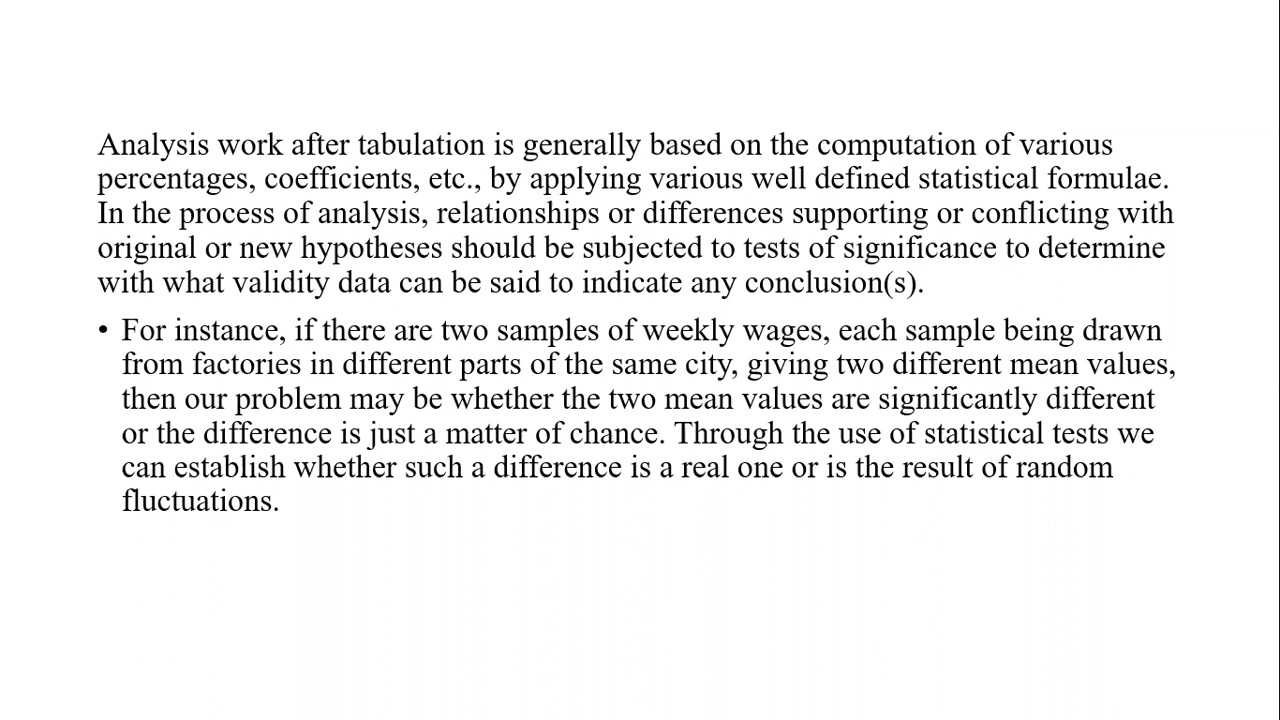 Analysis work after tabulation is generally based on the computation of various
percentages, coefficients, etc., by applying various well defined statistical formulae.
In the process of analysis, relationships or differences supporting or conflicting with
original or new hypotheses should be subjected to tests of significance to determine
with what validity data can be said to indicate any conclusion(s).
• For instance, if there are two samples of weekly wages, each sample being drawn
from factories in different parts of the same city, giving two different mean values,
then our problem may be whether the two mean values are significantly different
or the difference is just a matter of chance. Through the use of statistical tests we
can establish whether such a difference is a real one or is the result of random
fluctuations.